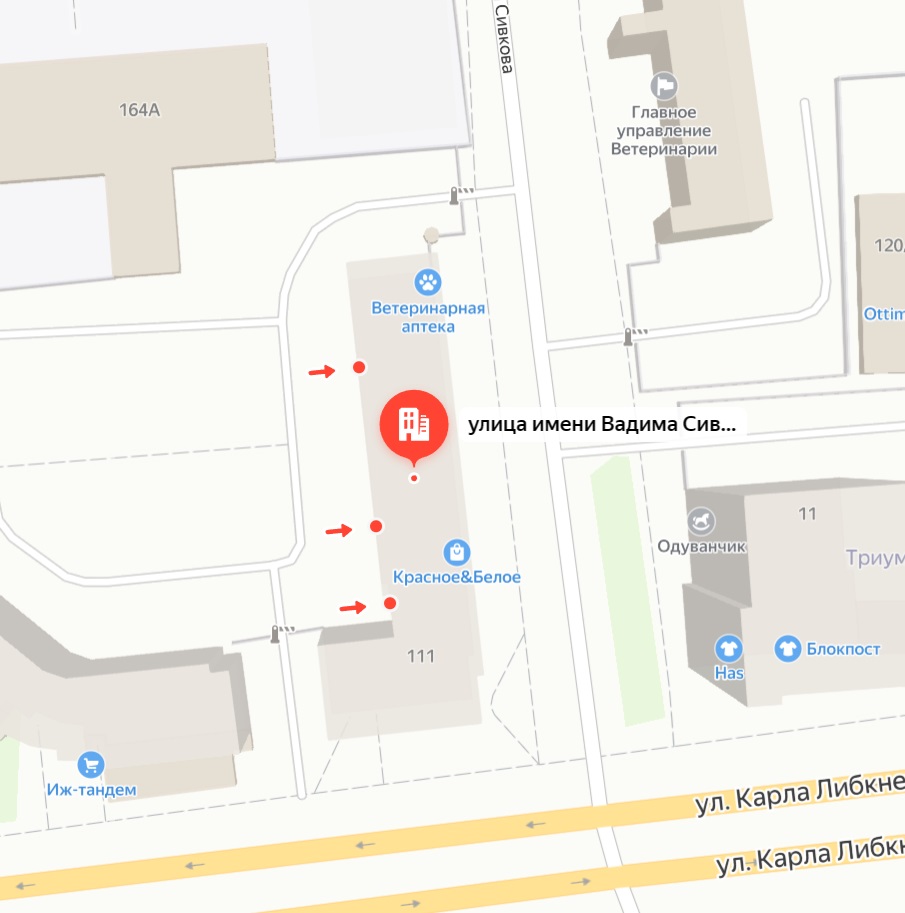 Сивкова
164А
Главное
управление
Ветеринарии
120
Ottim
Ветеринарная
аптека
улица имени Вадима Сив...
11
Одуванчик
Триум
Красное&Белое
111
Has
Блокпост
Иж-тандем
ул. Карла Либкне
ул. Карла Либкн